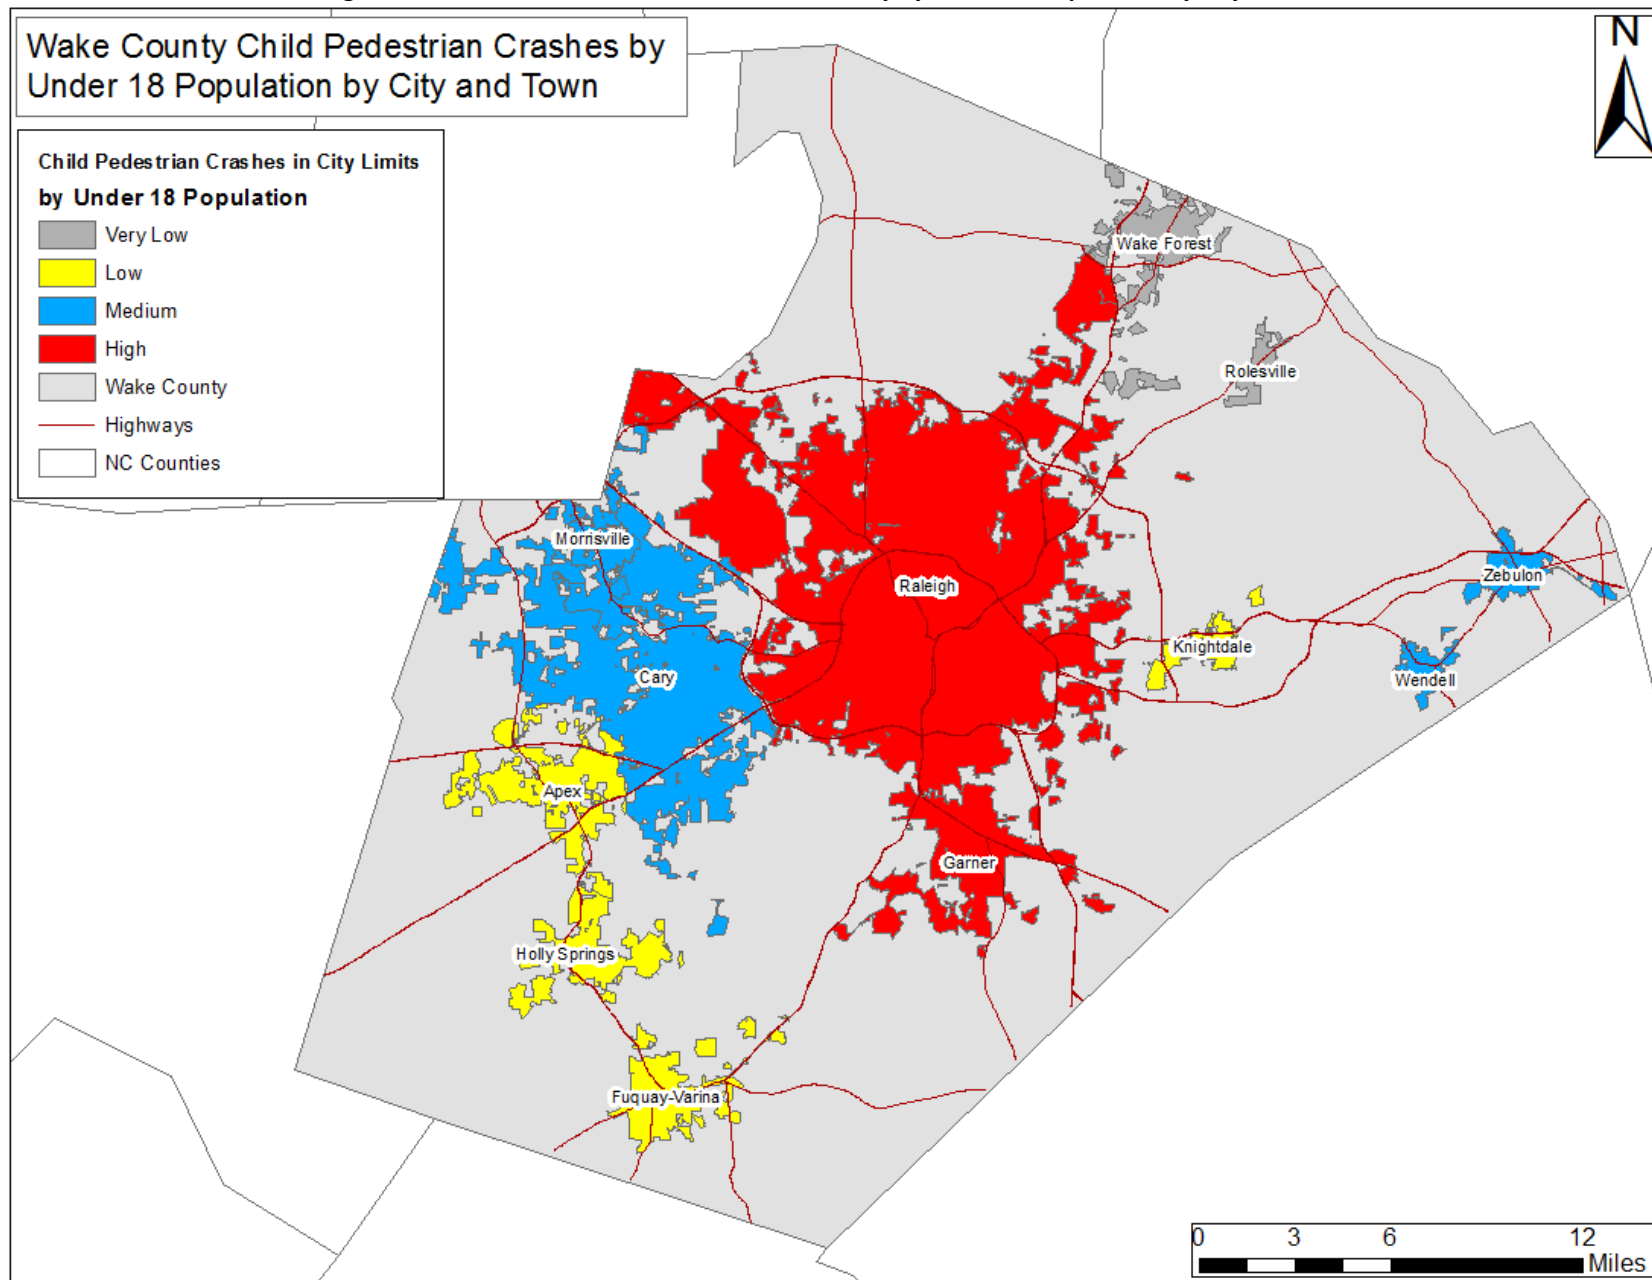 Wake County Child Pedestrian Crashes by
Under 18 Population by City and Town
N
Child Pedestrian Crashes in City Limits
by Under 18 Population
Very Low
Low
Medium
High
Wake County
Highways
NC Counties
Wake Forest
Rolesville
Morrisville
Zebulon
Raleigh
Knightdale
Cary
Wendell
Apex
Garner
Holly Springs
Fuquay-Varina
0 3 6 12
Miles